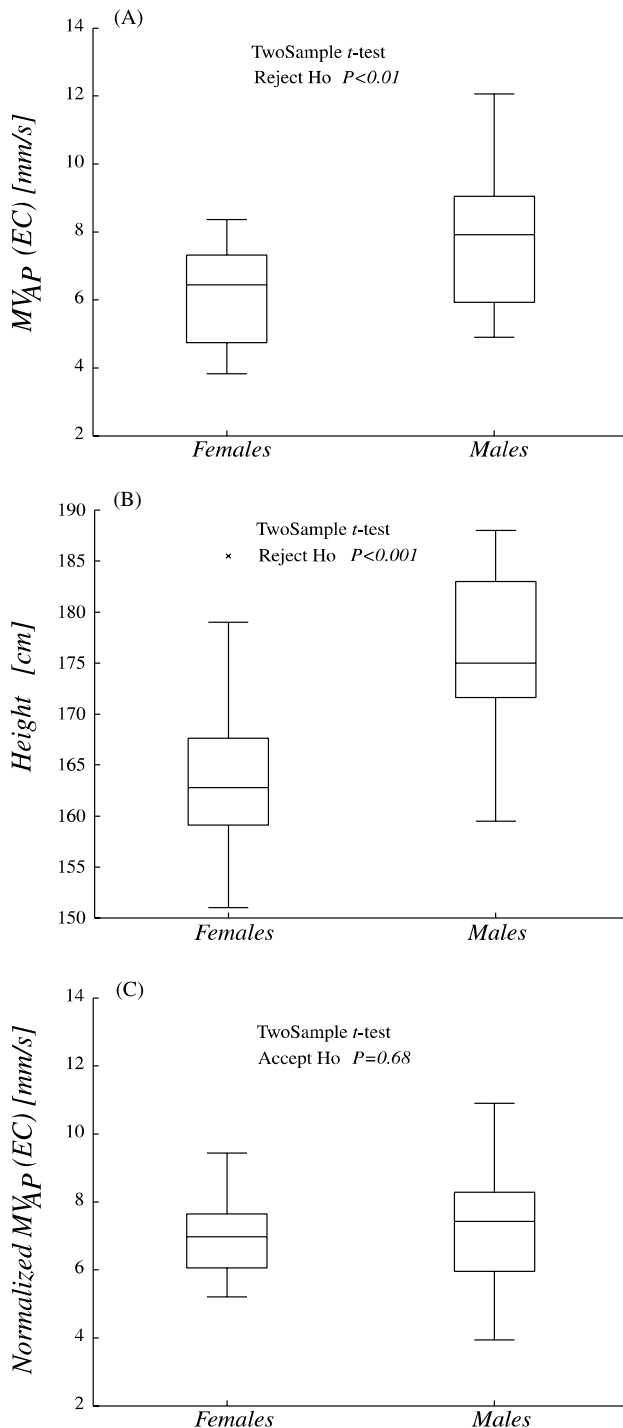 (A)
TwoSample t-test
Reject Ho P<0.01
MVAP (EC) [mm/s]
14
12
10
8
6
4
2
Females Males
(B)
TwoSample t-test
Reject Ho P<0.001
Height [cm]
190
185
180
175
170
165
160
155
150
Females Males
(C)
TwoSample t-test
Accept Ho P=0.68
Normalized MVAP (EC) [mm/s]
14
12
10
8
6
4
2
Females Males